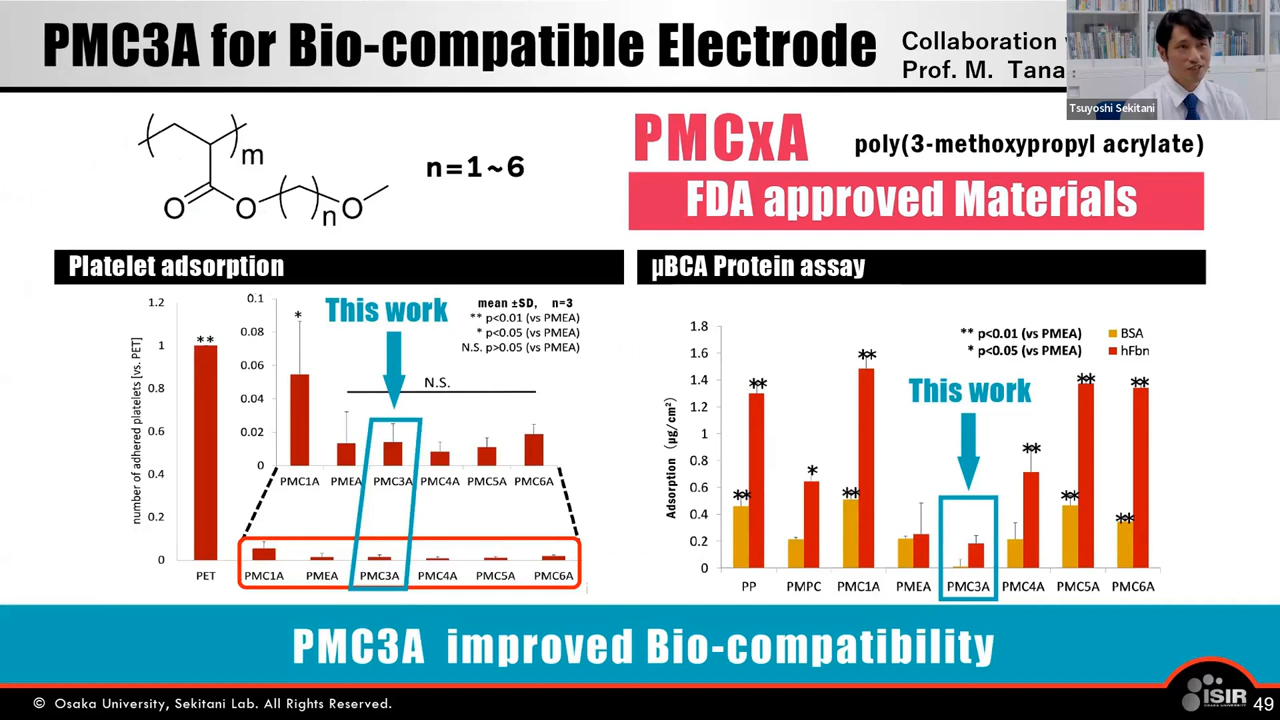 PMC3A for Bio-compatible Electrode
Collaboration
Prof. M. Tana
Tsuyoshi Sekitani
m
O
O
n
O
n=1~6
PMCxA
poly(3-methoxypropyl acrylate)
FDA approved Materials
Platelet adsorption
number of adhered platelets [vs. PET]
1.2
1
0.8
0.6
0.4
0.2
0
**
PET
0.1
0.08
0.06
0.04
0.02
0
*
This work
mean ±SD, n=3
** p<0.01 (vs PMEA)
* p<0.05 (vs PMEA)
N.S. p>0.05 (vs PMEA)
N.S.
PMC1A PMEA PMC3A PMC4A PMC5A PMC6A
PMC1A PMEA PMC3A PMC4A PMC5A PMC6A
μBCA Protein assay
Adsorption (μg/cm²)
1.8
1.6
1.4
1.2
1
0.8
0.6
0.4
0.2
0
** p<0.01 (vs PMEA)
* p<0.05 (vs PMEA)
BSA
hFbn
This work
** ** * ** ** ** ** ** ** **
PP PMPC PMC1A PMEA PMC3A PMC4A PMC5A PMC6A
PMC3A improved Bio-compatibility
© Osaka University, Sekitani Lab. All Rights Reserved.
ISIR
OSAKA UNIVERSITY
49